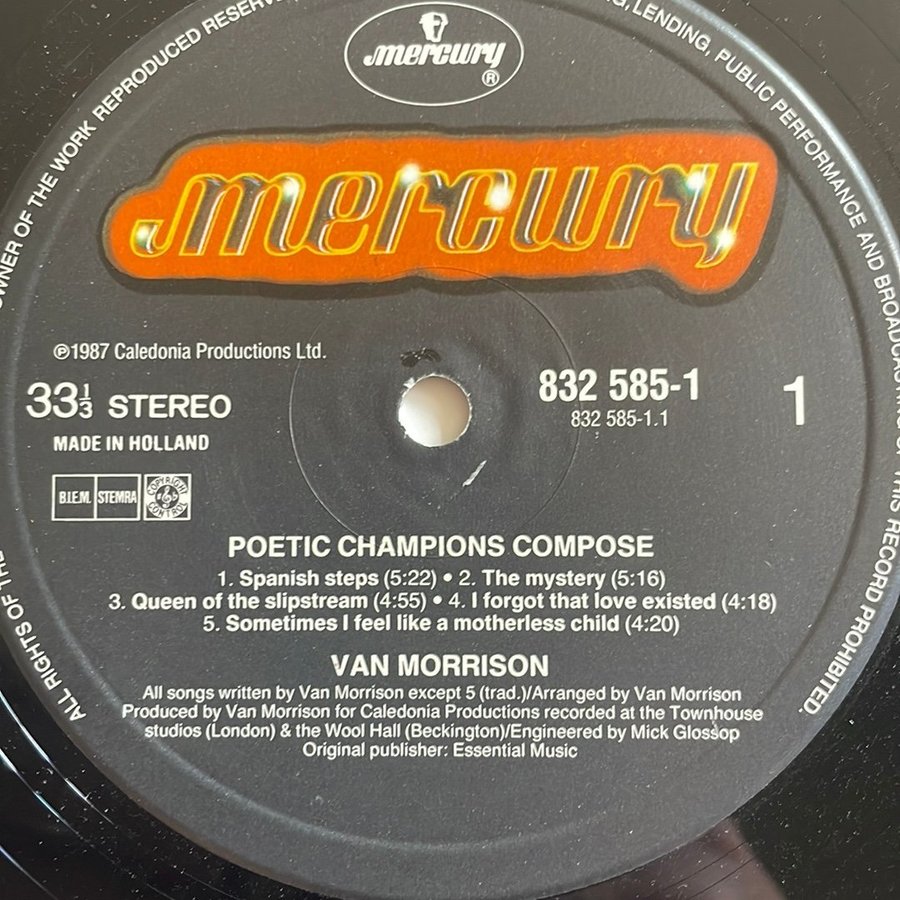 mercury
®
mercury
℗1987 Caledonia Productions Ltd.
33⅓ STEREO
MADE IN HOLLAND
B.I.E.M. STEMRA COPYRIGHT CONTROL
832 585-1
832 585-1.1
1
POETIC CHAMPIONS COMPOSE
1. Spanish steps (5:22) • 2. The mystery (5:16)
3. Queen of the slipstream (4:55) • 4. I forgot that love existed (4:18)
5. Sometimes I feel like a motherless child (4:20)
VAN MORRISON
All songs written by Van Morrison except 5 (trad.)/Arranged by Van Morrison
Produced by Van Morrison for Caledonia Productions recorded at the Townhouse
studios (London) & the Wool Hall (Beckington)/Engineered by Mick Glossop
Original publisher: Essential Music
ALL RIGHTS OF THE
OWNER OF THE WORK REPRODUCED RESERVED
LENDING, PUBLIC PERFORMANCE AND BROADCASTING OF THIS RECORD PROHIBITED.